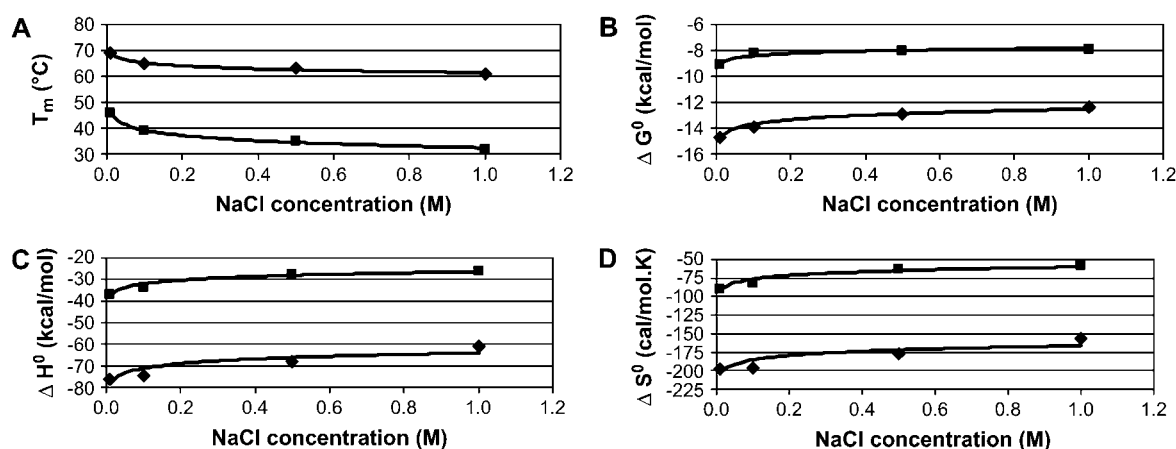 A
T_m (°C)
80
70
60
50
40
30
0.0 0.2 0.4 0.6 0.8 1.0 1.2
NaCl concentration (M)
B
Δ G⁰ (kcal/mol)
-6
-8
-10
-12
-14
-16
0.0 0.2 0.4 0.6 0.8 1.0 1.2
NaCl concentration (M)
C
Δ H⁰ (kcal/mol)
-20
-30
-40
-50
-60
-70
-80
0.0 0.2 0.4 0.6 0.8 1.0 1.2
NaCl concentration (M)
D
Δ S⁰ (cal/mol.K)
-50
-75
-100
-125
-150
-175
-200
-225
0.0 0.2 0.4 0.6 0.8 1.0 1.2
NaCl concentration (M)